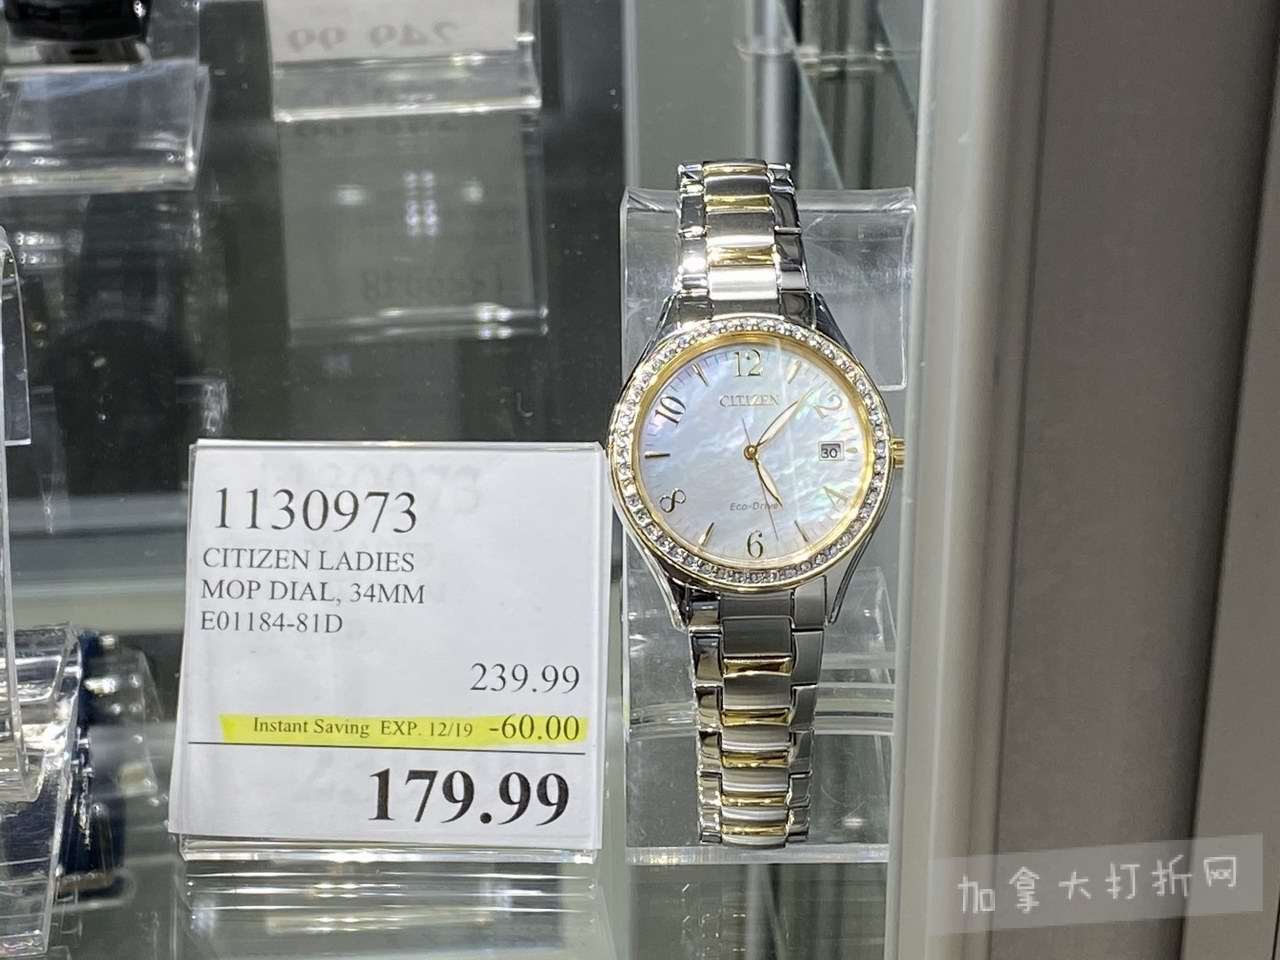 1130973
CITIZEN LADIES
MOP DIAL, 34MM
E01184-81D
239.99
Instant Saving EXP. 12/19 -60.00
179.99
12
CITIZEN
10
2
30
8
4
Eco-Drive
6
加拿大打折网